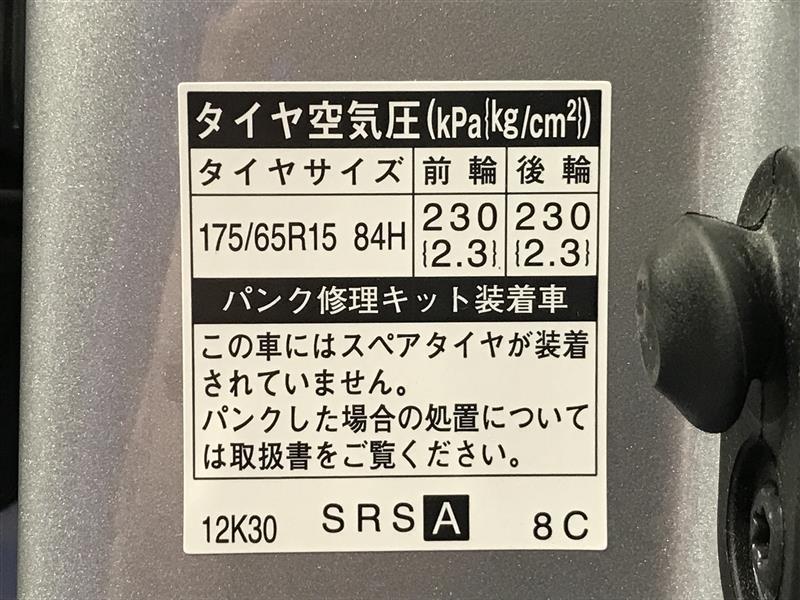 タイヤ空気圧(kPa{kg/cm²})
タイヤサイズ 前輪 後輪
175/65R15 84H 230 {2.3} 230 {2.3}
パンク修理キット装着車
この車にはスペアタイヤが装着
されていません。
パンクした場合の処置について
は取扱書をご覧ください。
12K30 SRS A 8C